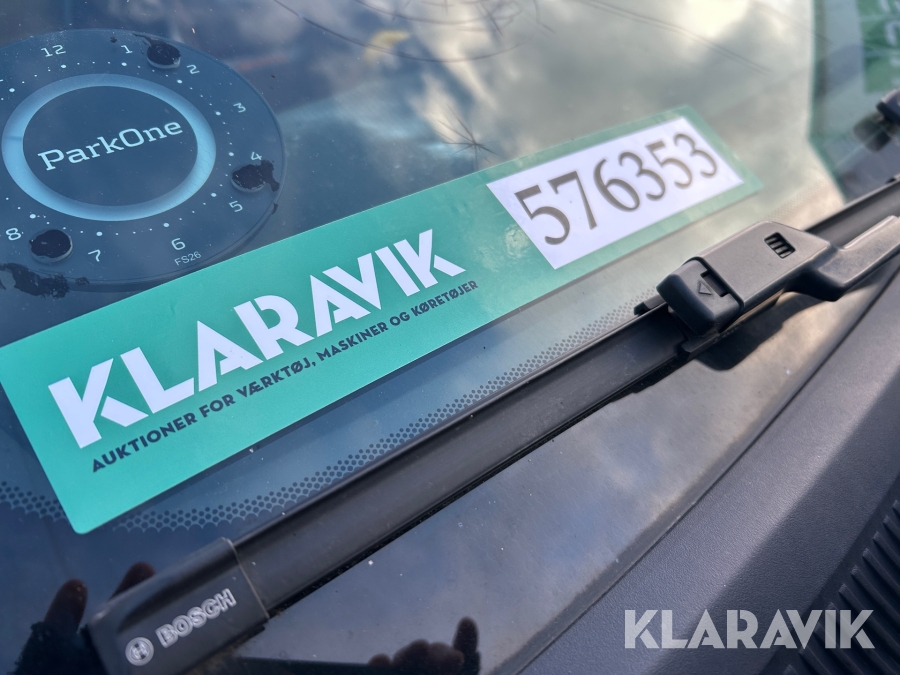 12
1
2
3
4
5
6
7
8
ParkOne
FS26
576353
KLARAVIK
AUKTIONER FOR VÆRKTØJ, MASKINER OG KØRETØJER
BOSCH
KLARAVIK